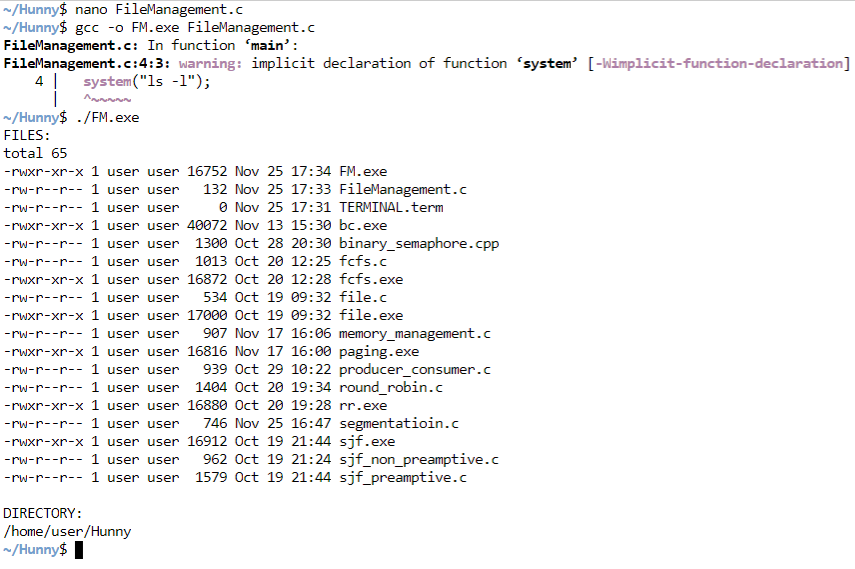 ~/Hunny$ nano FileManagement.c
~/Hunny$ gcc -o FM.exe FileManagement.c
FileManagement.c: In function ‘main’:
FileManagement.c:4:3: warning: implicit declaration of function ‘system’ [-Wimplicit-function-declaration]
    4 |   system("ls -l");
      |   ^~~~~~
~/Hunny$ ./FM.exe
FILES:
total 65
-rwxr-xr-x 1 user user 16752 Nov 25 17:34 FM.exe
-rw-r--r-- 1 user user   132 Nov 25 17:33 FileManagement.c
-rw-r--r-- 1 user user     0 Nov 25 17:31 TERMINAL.term
-rwxr-xr-x 1 user user 40072 Nov 13 15:30 bc.exe
-rw-r--r-- 1 user user  1300 Oct 28 20:30 binary_semaphore.cpp
-rw-r--r-- 1 user user  1013 Oct 20 12:25 fcfs.c
-rwxr-xr-x 1 user user 16872 Oct 20 12:28 fcfs.exe
-rw-r--r-- 1 user user   534 Oct 19 09:32 file.c
-rwxr-xr-x 1 user user 17000 Oct 19 09:32 file.exe
-rw-r--r-- 1 user user   907 Nov 17 16:06 memory_management.c
-rwxr-xr-x 1 user user 16816 Nov 17 16:00 paging.exe
-rw-r--r-- 1 user user   939 Oct 29 10:22 producer_consumer.c
-rw-r--r-- 1 user user  1404 Oct 20 19:34 round_robin.c
-rwxr-xr-x 1 user user 16880 Oct 20 19:28 rr.exe
-rw-r--r-- 1 user user   746 Nov 25 16:47 segmentatioin.c
-rwxr-xr-x 1 user user 16912 Oct 19 21:44 sjf.exe
-rw-r--r-- 1 user user   962 Oct 19 21:24 sjf_non_preamptive.c
-rw-r--r-- 1 user user  1579 Oct 19 21:44 sjf_preamptive.c

DIRECTORY:
/home/user/Hunny
~/Hunny$